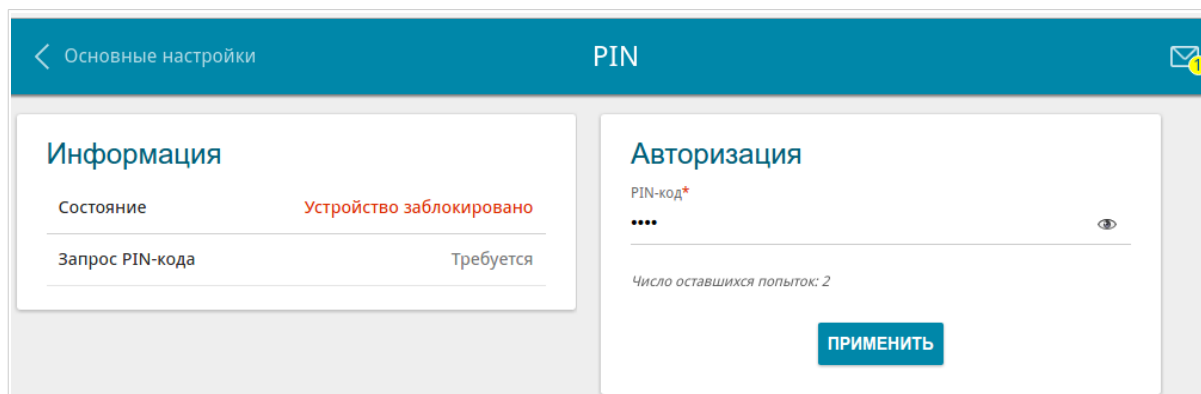 Основные настройки
PIN
1
Информация
Состояние
Устройство заблокировано
Запрос PIN-кода
Требуется
Авторизация
PIN-код*
••••
Число оставшихся попыток: 2
ПРИМЕНИТЬ